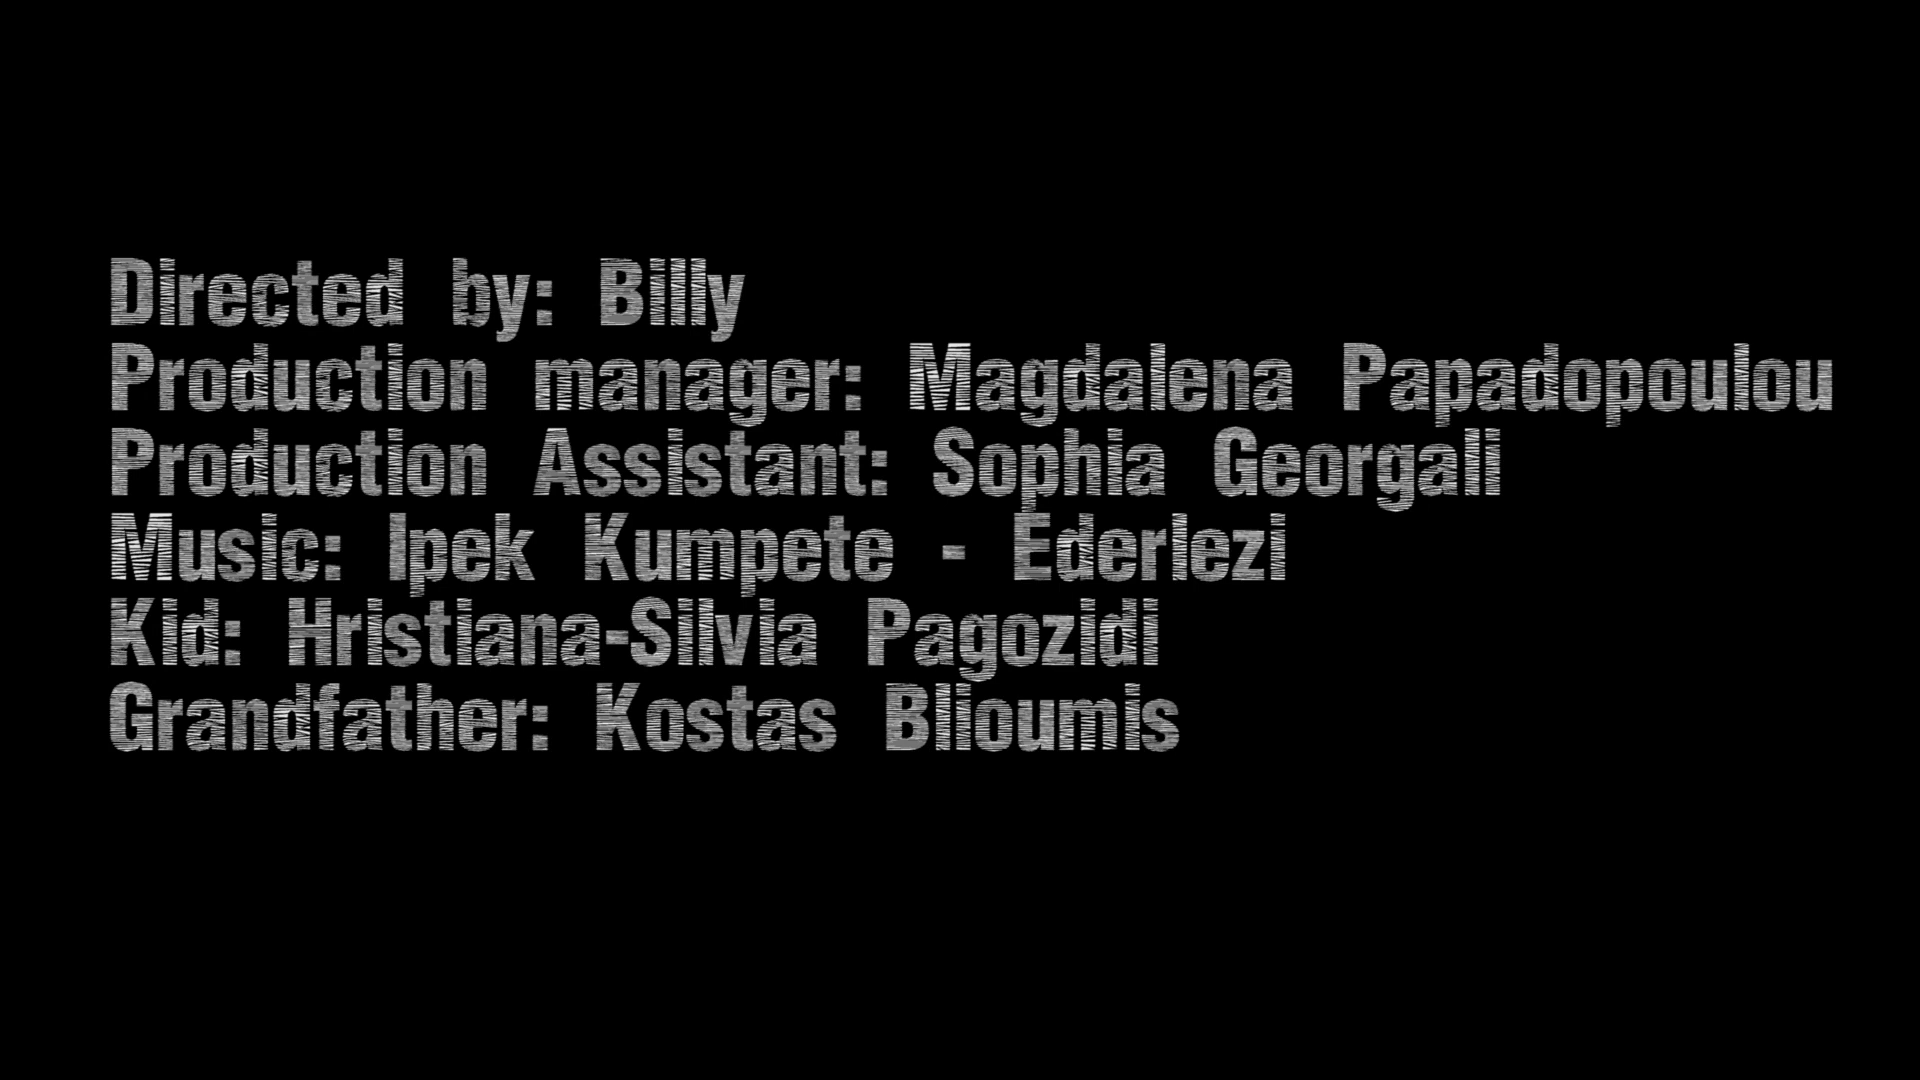 Directed by: Billy
Production manager: Magdalena Papadopoulou
Production Assistant: Sophia Georgali
Music: Ipek Kumpete - Ederlezi
Kid: Hristiana-Silvia Pagozidi
Grandfather: Kostas Blioumis